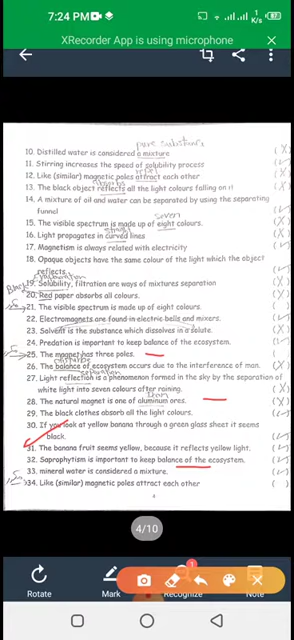 7:24 PM
1 K/s
87
XRecorder App is using microphone
pure substance
10. Distilled water is considered a mixture ( X )
11. Stirring increases the speed of solubility process
repel
12. Like (similar) magnetic poles attract each other ( X )
absorbs
13. The black object reflects all the light colours falling on it ( X )
14. A mixture of oil and water can be separated by using the separating
funnel
seven
15. The visible spectrum is made up of eight colours. ( X )
straight
16. Light propagates in curved lines ( X )
17. Magnetism is always related with electricity
18. Opaque objects have the same colour of the light which the object
reflects.
19. Solubility, filtration are ways of mixtures separation ( X )
Black
20. Red paper absorbs all colours. ( X )
21. The visible spectrum is made up of eight colours.
22. Electromagnets are found in electric bells and mixers.
23. Solvent is the substance which dissolves in a solute. ( X )
24. Predation is important to keep balance of the ecosystem.
25. The magnet has three poles.
26. The balance of ecosystem occurs due to the interference of man. ( X )
separation
27. Light reflection is a phenomenon formed in the sky by the separation of
white light into seven colours after raining. ( X )
28. The natural magnet is one of aluminum ores. ( X )
29. The black clothes absorb all the light colours.
30. If you look at yellow banana through a green glass sheet it seems
black.
31. The banana fruit seems yellow, because it reflects yellow light.
32. Saprophytism is important to keep balance of the ecosystem.
33. mineral water is considered a mixture.
34. Like (similar) magnetic poles attract each other ( )
4
4/10
Rotate
Mark
Recognize
1